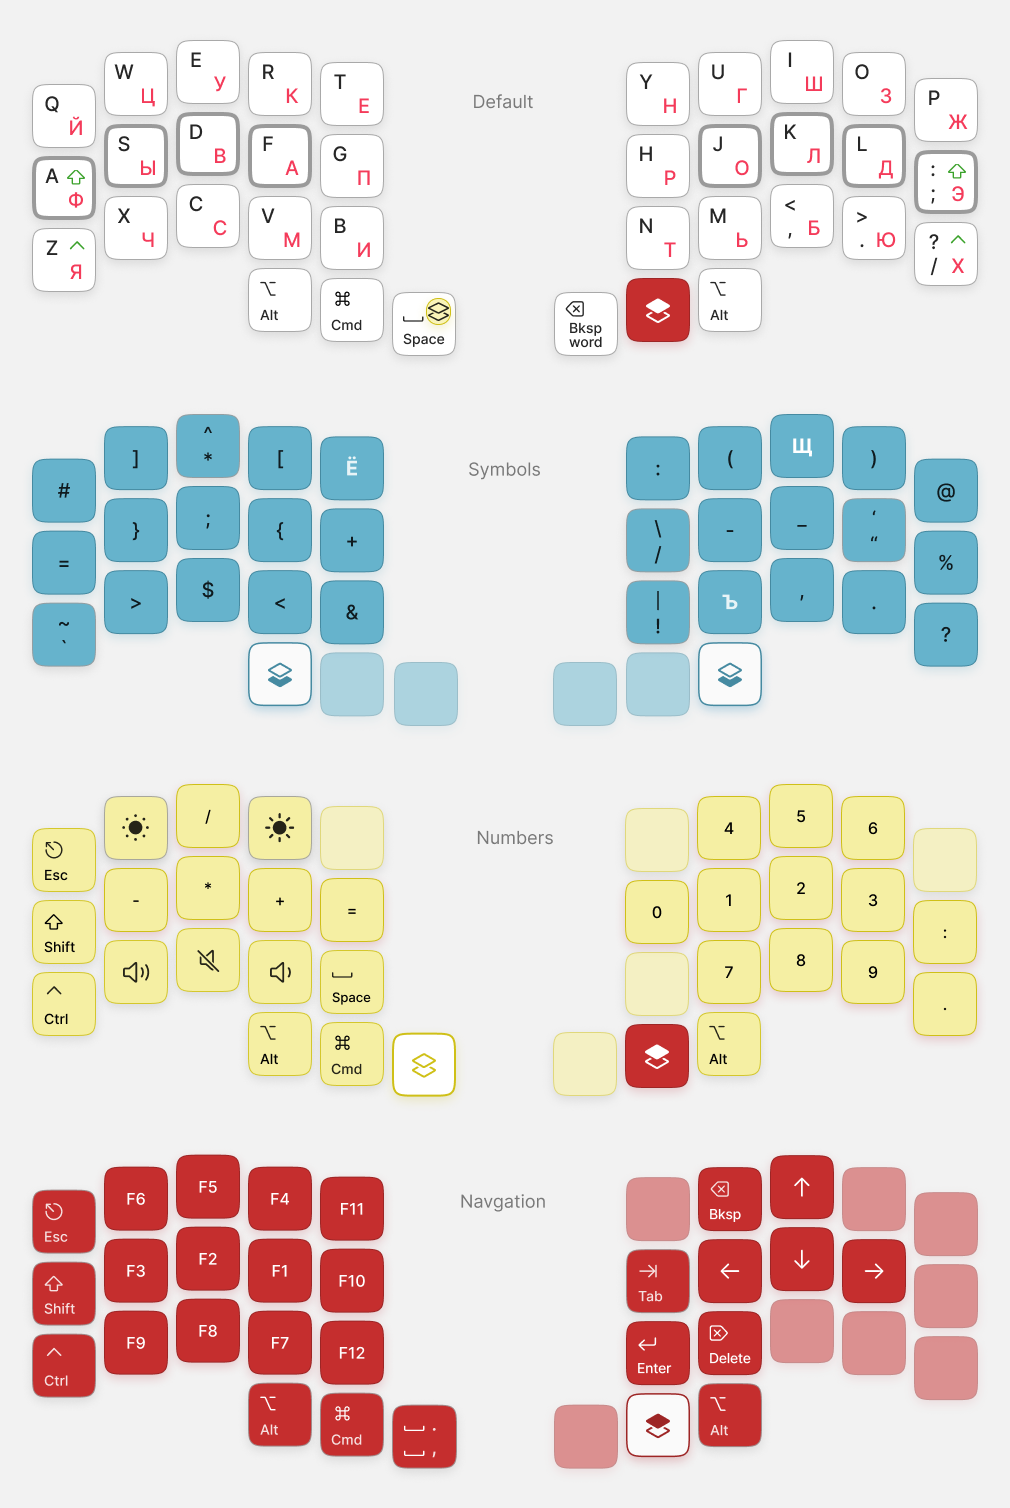 Default
Q
Й
W
Ц
E
У
R
К
T
Е
Y
Н
U
Г
I
Ш
O
З
P
Ж
A
Ф
S
Ы
D
В
F
А
G
П
H
Р
J
О
K
Л
L
Д
:
; Э
Z
Я
X
Ч
C
С
V
М
B
И
N
Т
M
Ь
<
, Б
>
. Ю
?
/ Х
Alt
⌘
Cmd
Space
Bksp
word
Alt
Symbols
#
]
^
*
[
Ё
:
(
Щ
)
@
=
}
;
{
+
\
/
-
_
‘
“
%
~
`
>
$
<
&
|
!
Ъ
,
.
?
Numbers
Esc
/
4
5
6
Shift
-
*
+
=
0
1
2
3
:
Ctrl
Space
7
8
9
.
Alt
⌘
Cmd
Alt
Navgation
Esc
F6
F5
F4
F11
Bksp
↑
Shift
F3
F2
F1
F10
Tab
←
↓
→
Ctrl
F9
F8
F7
F12
Enter
Delete
Alt
⌘
Cmd
.
,
Alt